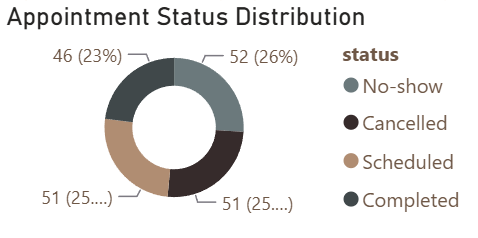 Appointment Status Distribution
46 (23%)
52 (26%)
status
No-show
Cancelled
Scheduled
Completed
51 (25....)
51 (25....)